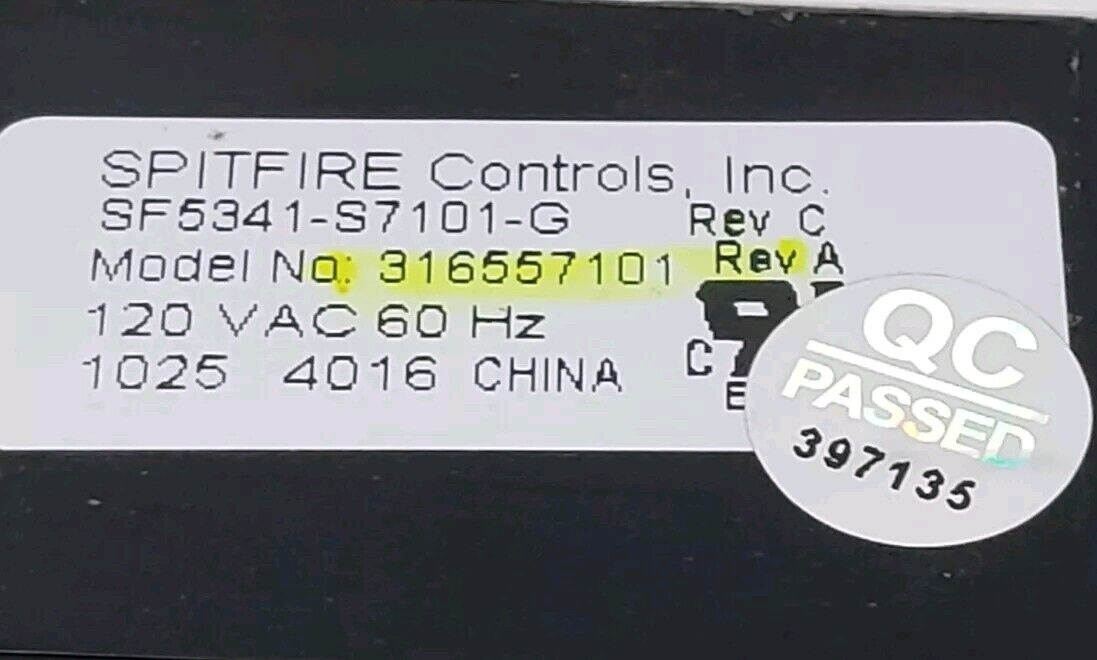 SPITFIRE Controls, Inc.
SF5341-S7101-G Rev C
Model No: 316557101 Rev A
120 VAC 60 Hz
1025 4016 CHINA
QC
PASSED
397135